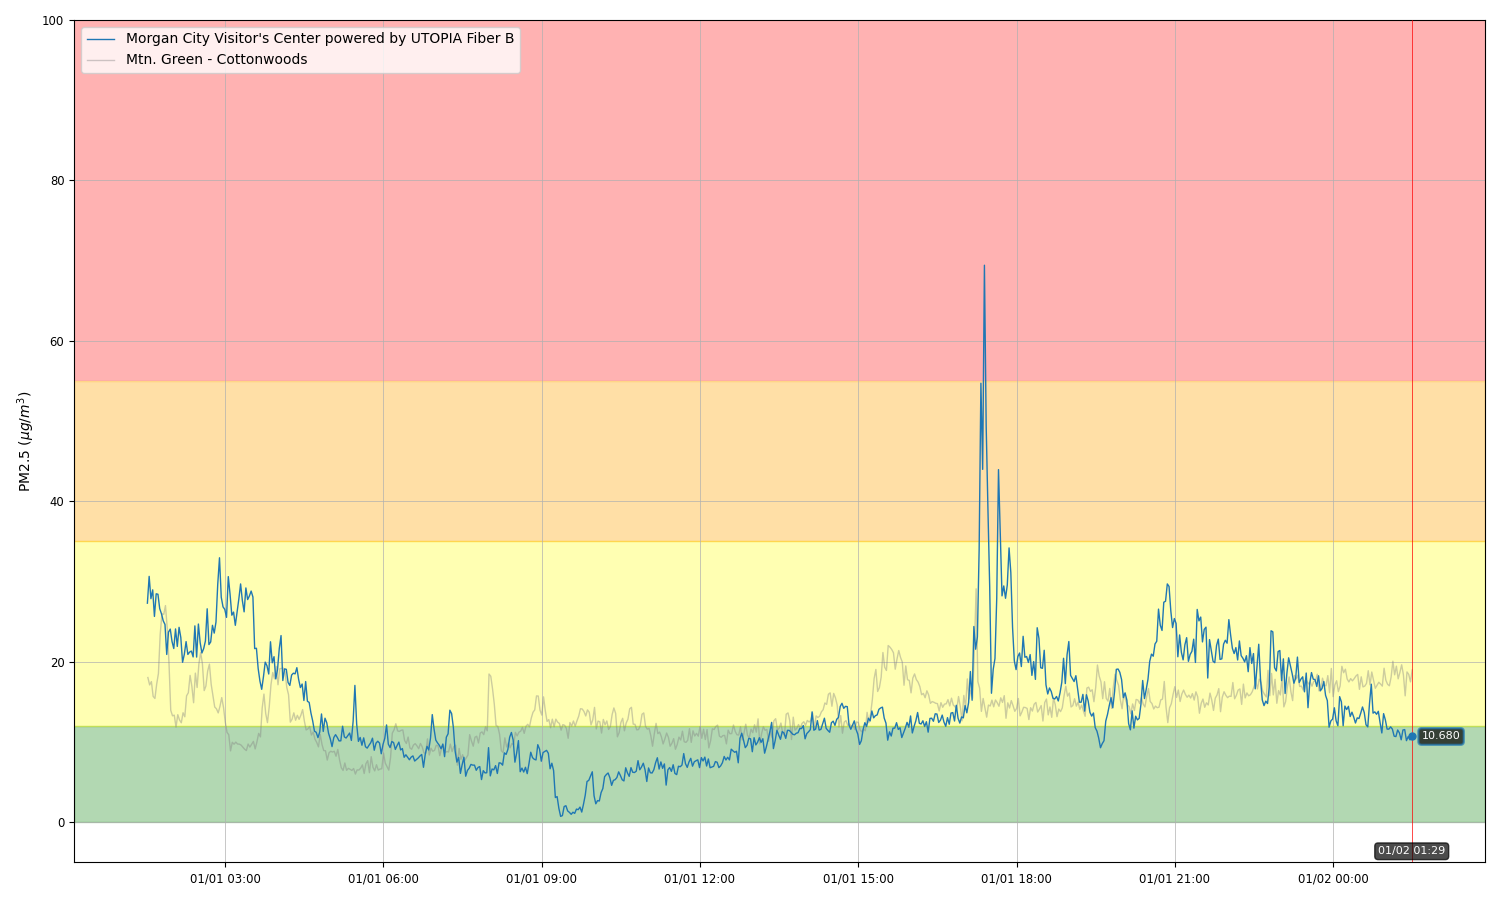 100
Morgan City Visitor's Center powered by UTOPIA Fiber B
Mtn. Green - Cottonwoods
80
60
PM2.5 (μg/m³)
40
20
10.680
0
01/02 01:29
01/01 03:00 01/01 06:00 01/01 09:00 01/01 12:00 01/01 15:00 01/01 18:00 01/01 21:00 01/02 00:00